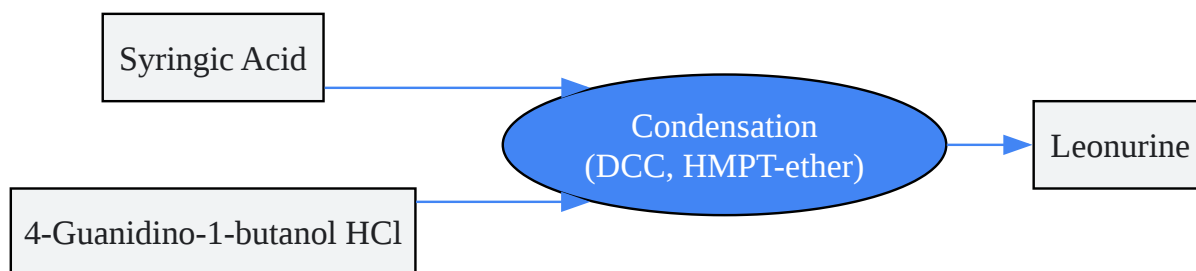 Syringic Acid
4-Guanidino-1-butanol HCl
Condensation
(DCC, HMPT-ether)
Leonurine